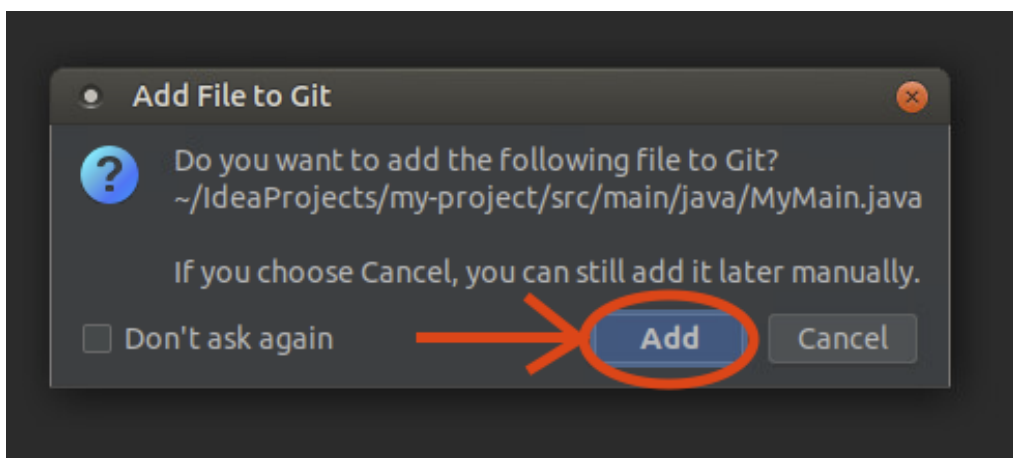 Add File to Git
Do you want to add the following file to Git?
~/IdeaProjects/my-project/src/main/java/MyMain.java
If you choose Cancel, you can still add it later manually.
Don't ask again
Add
Cancel